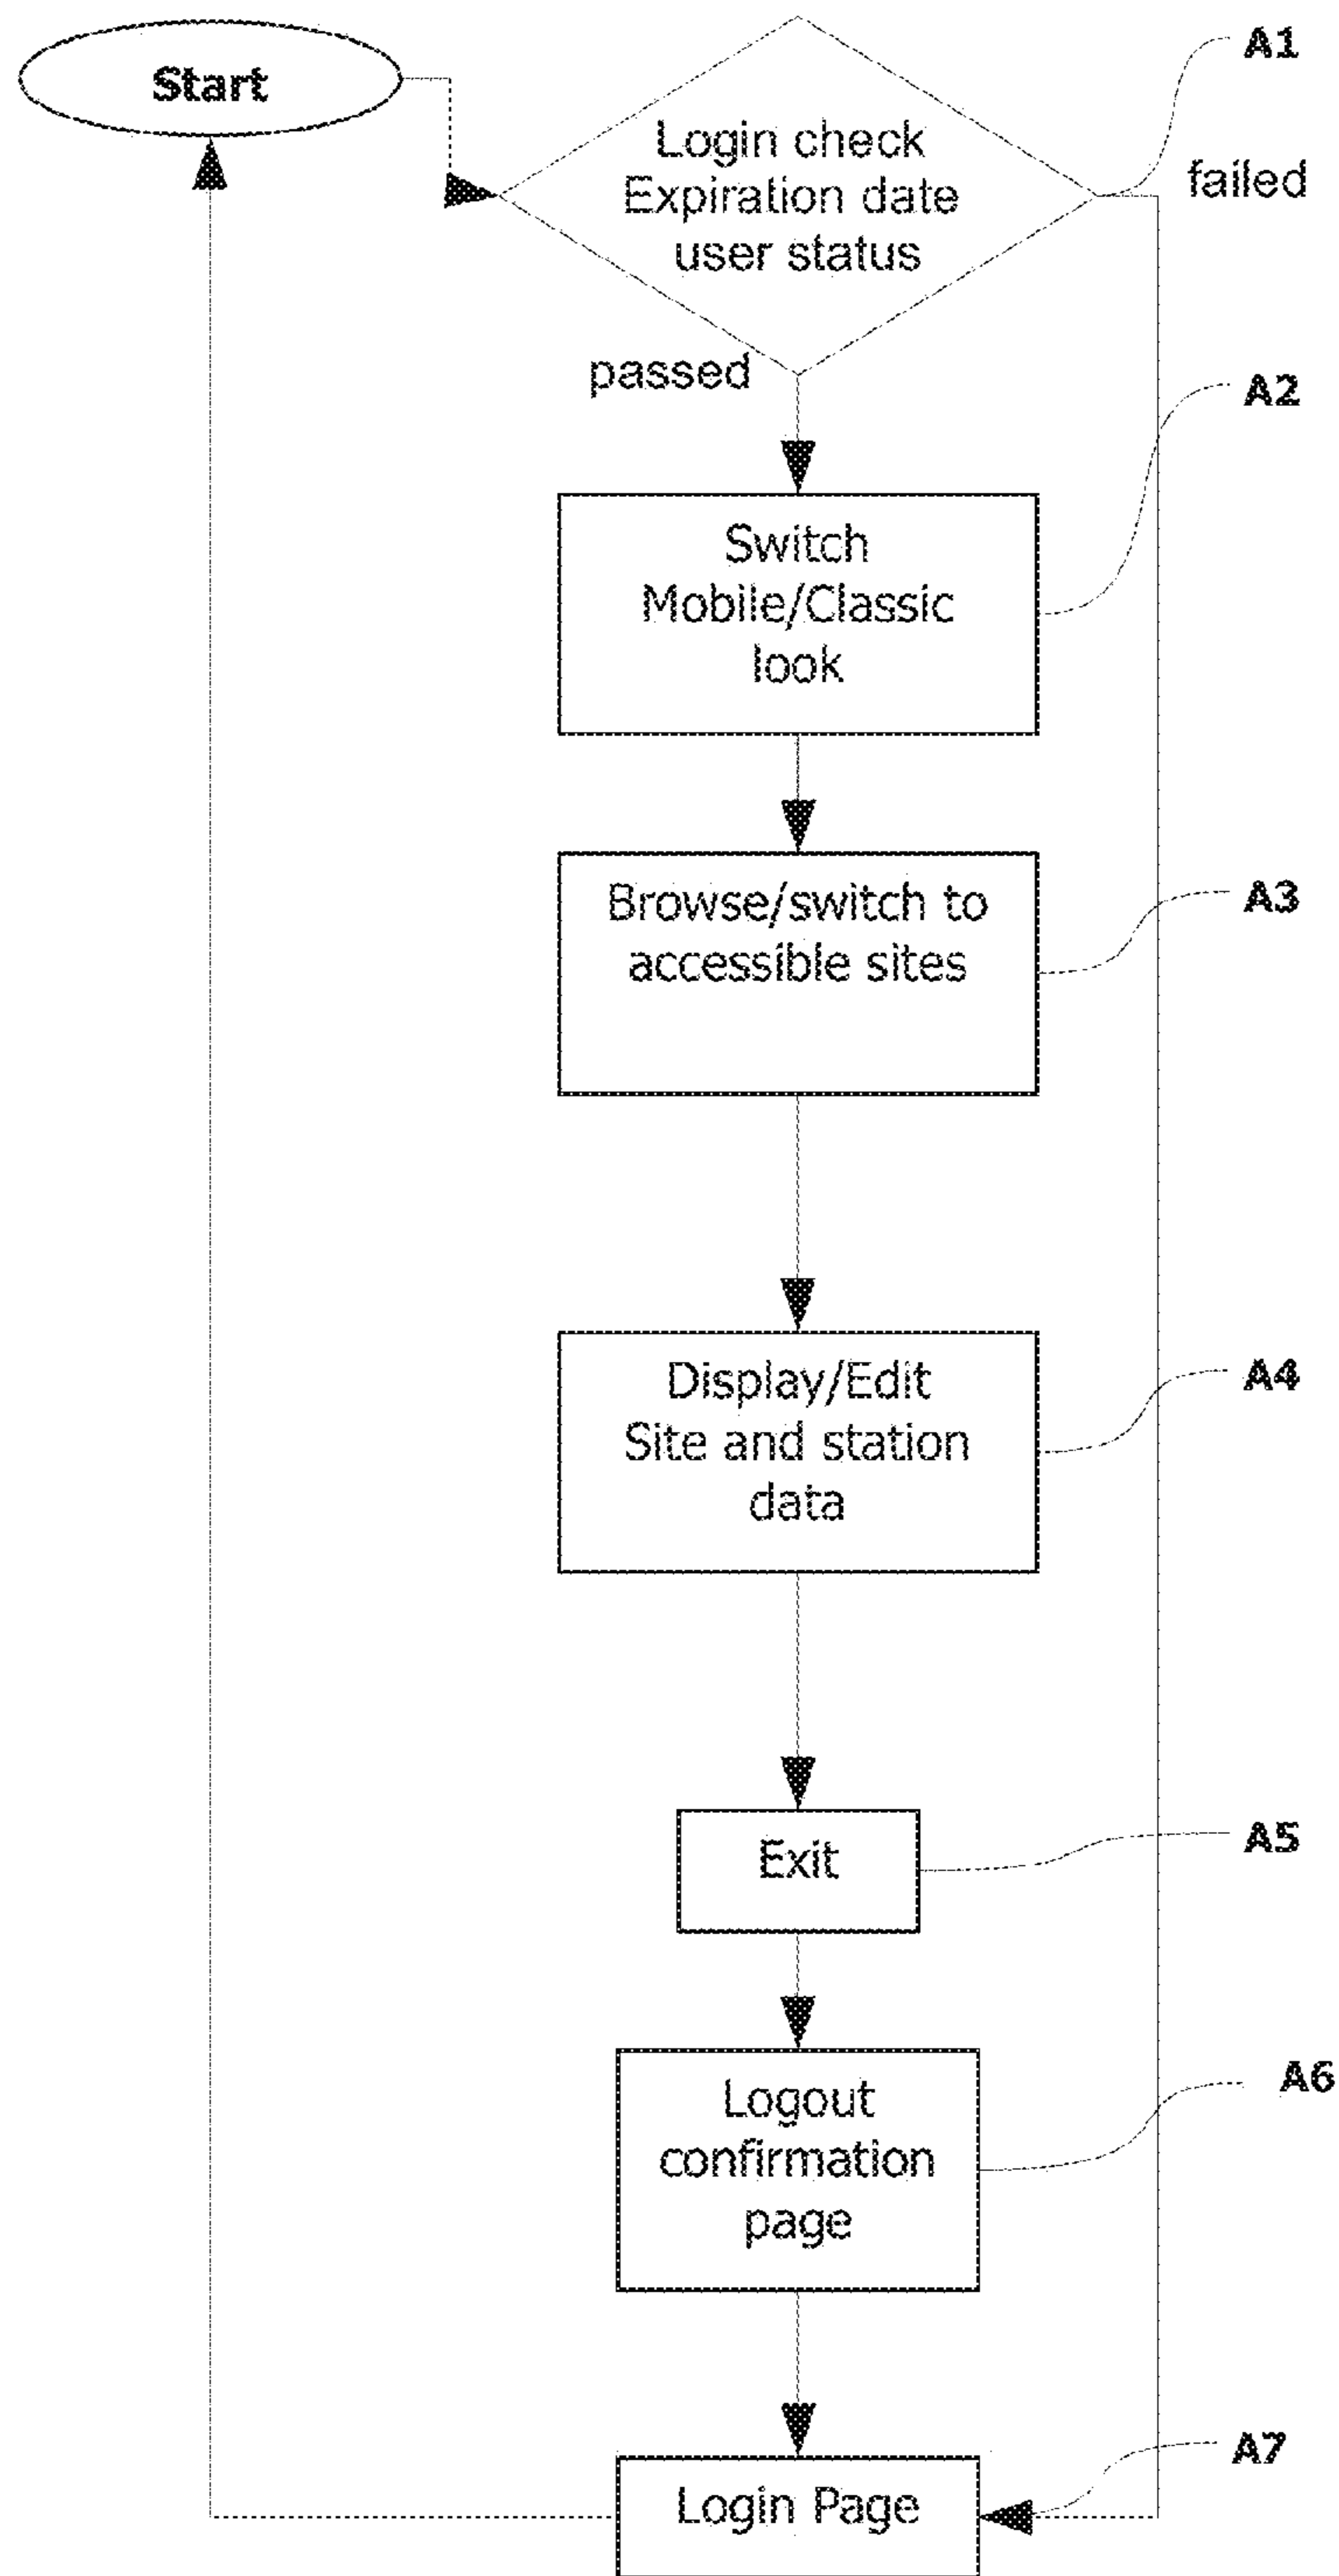 Start
A1
Login check
Expiration date
user status
failed
passed
A2
Switch
Mobile/Classic
look
Browse/switch to
accessible sites
A3
Display/Edit
Site and station
data
A4
Exit
A5
Logout
confirmation
page
A6
Login Page
A7